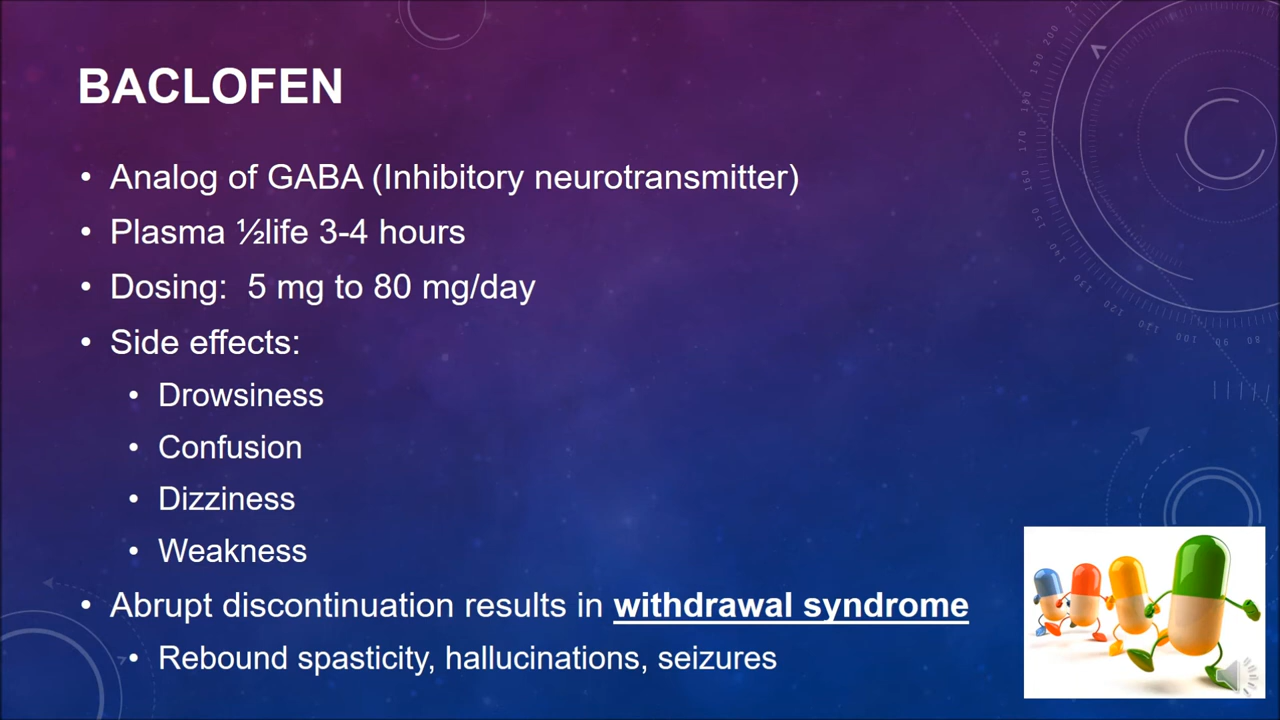 BACLOFEN
• Analog of GABA (Inhibitory neurotransmitter)
• Plasma ½life 3-4 hours
• Dosing:  5 mg to 80 mg/day
• Side effects:
• Drowsiness
• Confusion
• Dizziness
• Weakness
• Abrupt discontinuation results in withdrawal syndrome
• Rebound spasticity, hallucinations, seizures